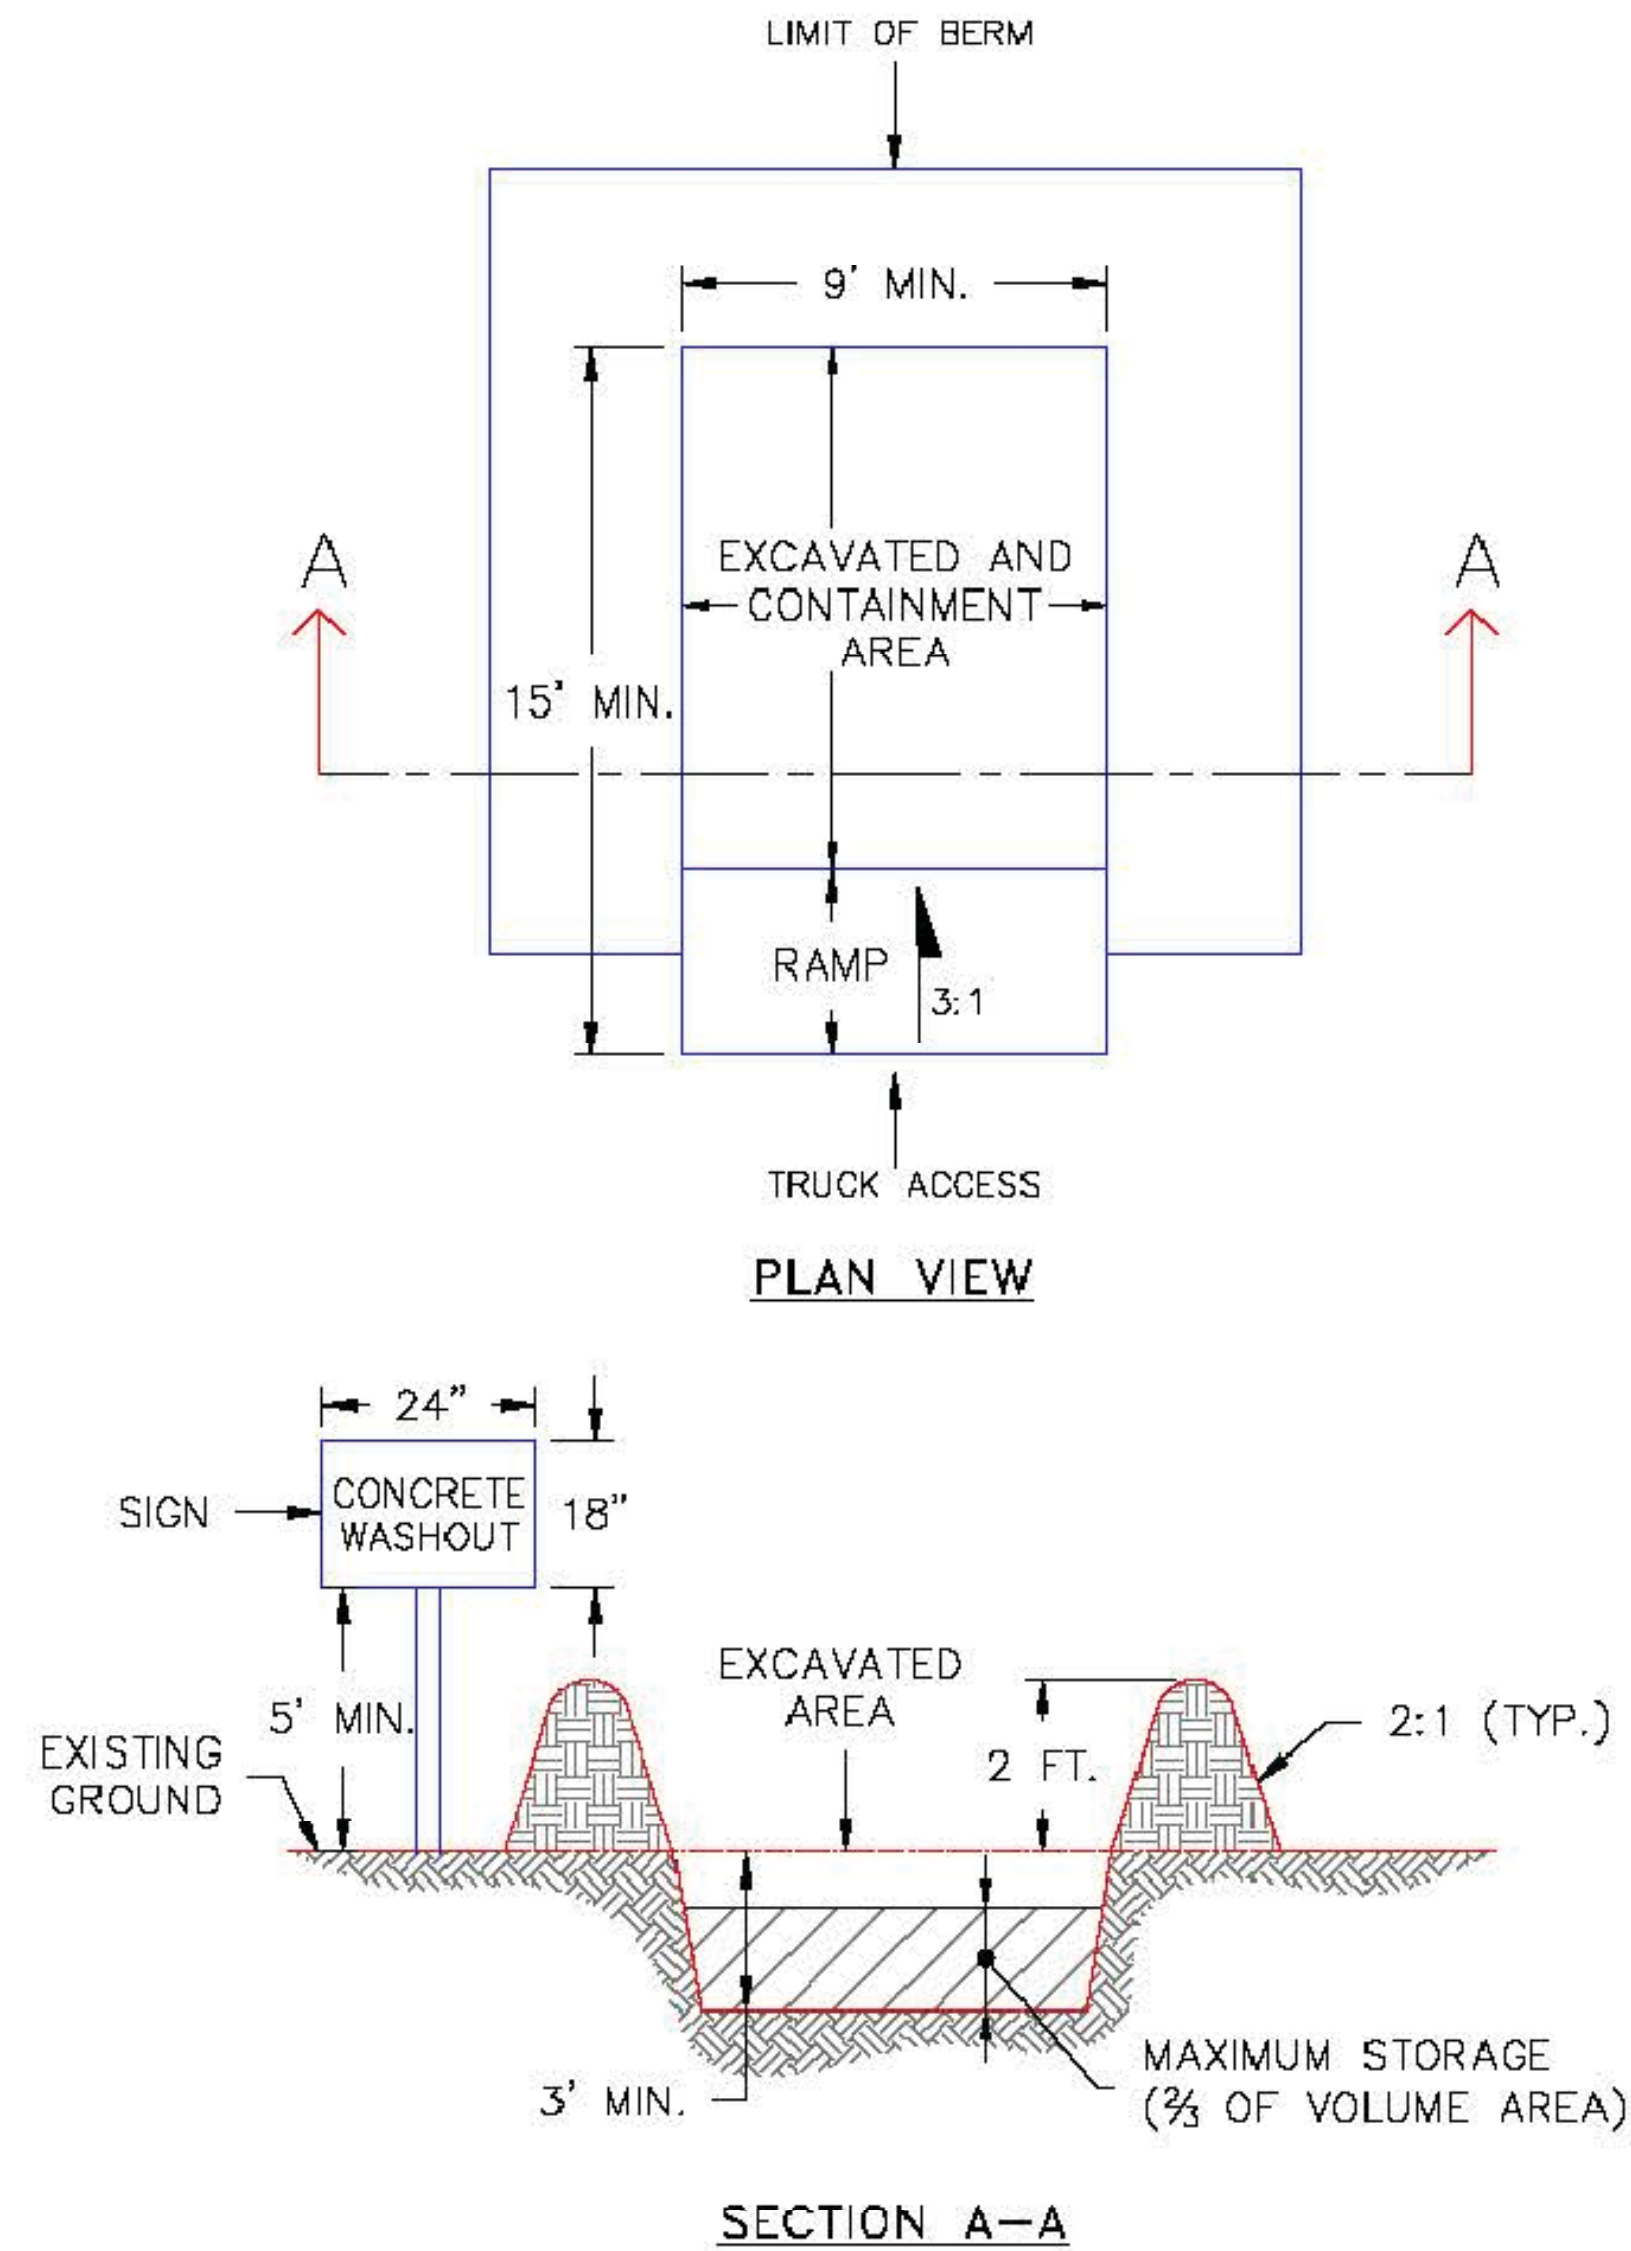 LIMIT OF BERM
9' MIN.
A
A
EXCAVATED AND
CONTAINMENT
AREA
15' MIN.
RAMP
3:1
TRUCK ACCESS
PLAN VIEW
24"
SIGN
CONCRETE
WASHOUT
18"
EXCAVATED
AREA
5' MIN.
2:1 (TYP.)
EXISTING
GROUND
2 FT.
3' MIN.
MAXIMUM STORAGE
(⅔ OF VOLUME AREA)
SECTION A-A